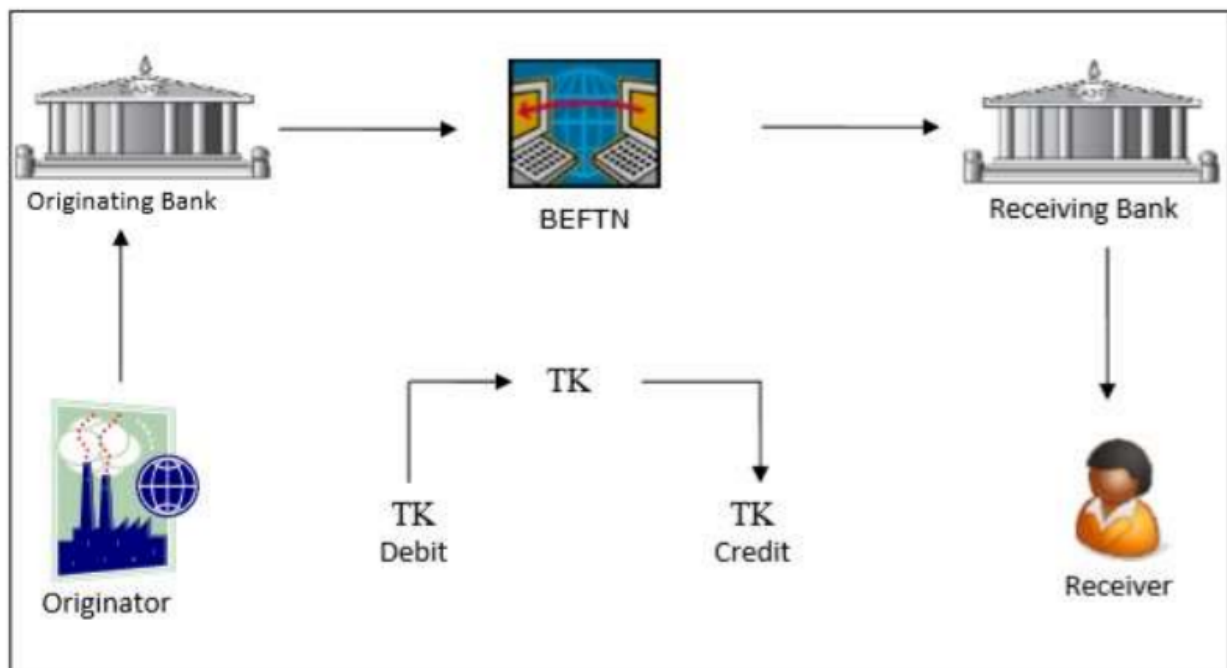 Originating Bank
BEFTN
Receiving Bank
TK
TK
Debit
TK
Credit
Originator
Receiver